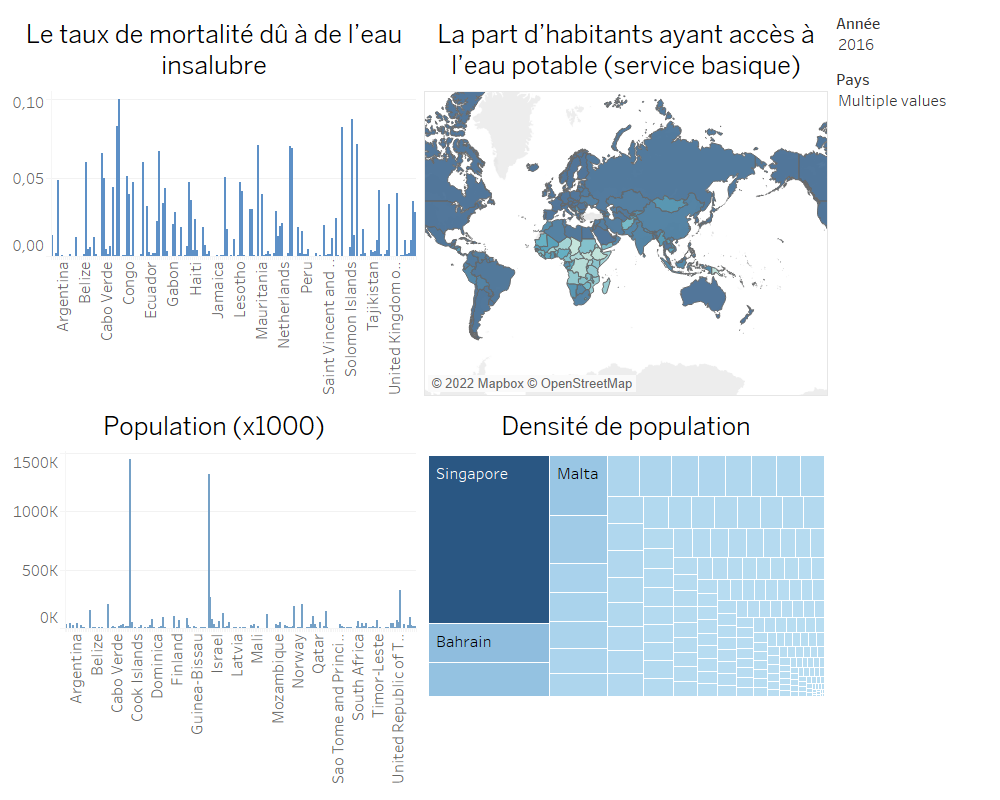 Le taux de mortalité dû à de l’eau
insalubre
0,10
0,05
0,00
Argentina
Belize
Cabo Verde
Congo
Ecuador
Gabon
Haiti
Jamaica
Lesotho
Mauritania
Netherlands
Peru
Saint Vincent and ..
Solomon Islands
Tajikistan
United Kingdom o..
La part d’habitants ayant accès à
l’eau potable (service basique)
© 2022 Mapbox © OpenStreetMap
Année
2016
Pays
Multiple values
Population (x1000)
1500K
1000K
500K
0K
Argentina
Belize
Cabo Verde
Cook Islands
Dominica
Finland
Guinea-Bissau
Israel
Latvia
Mali
Mozambique
Norway
Qatar
Sao Tome and Princi..
South Africa
Timor-Leste
United Republic of T..
Densité de population
Singapore
Malta
Bahrain